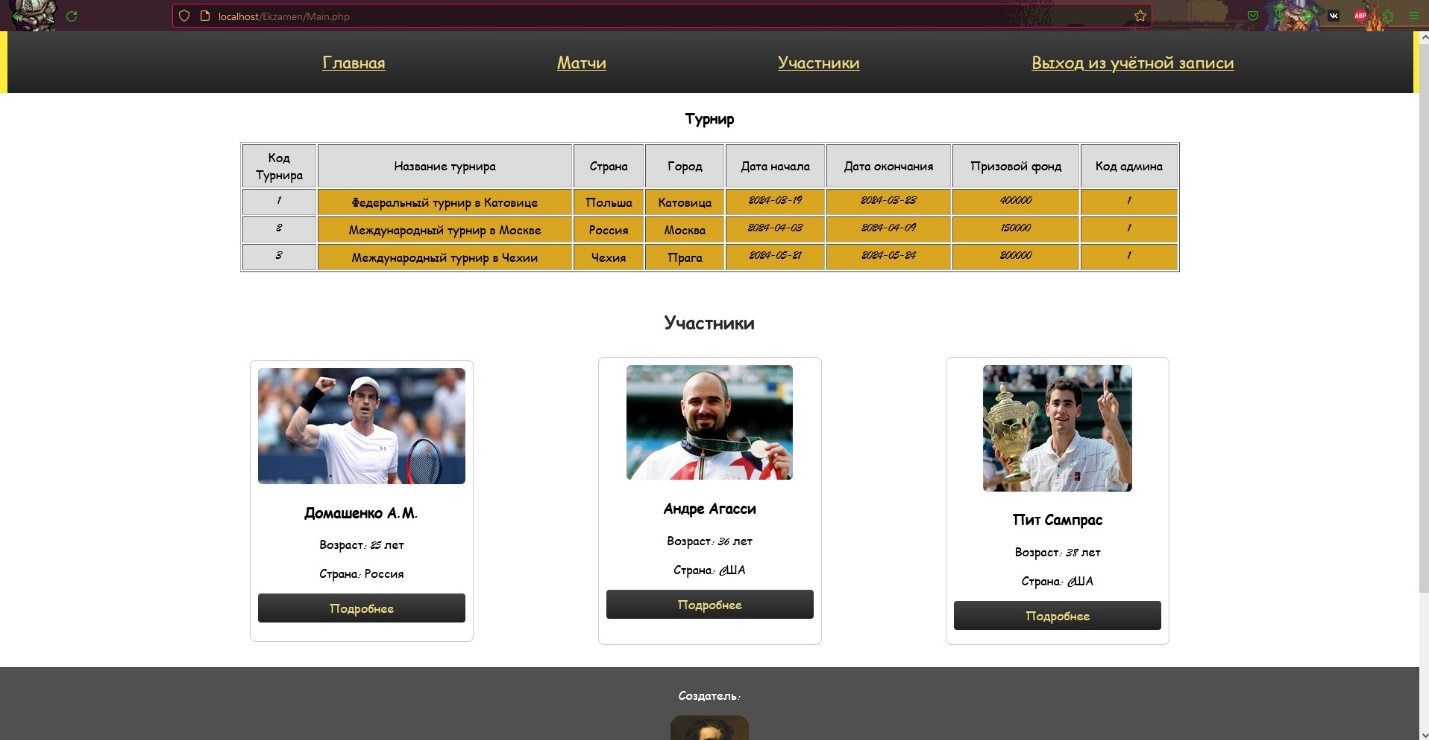 localhost/Ekzamen/Main.php
Главная Матчи Участники Выход из учётной записи
Турнир
Код Турнира Название турнира Страна Город Дата начала Дата окончания Призовой фонд Код админа
1 Федеральный турнир в Катовице Польша Катовица 2024-03-19 2024-03-23 400000 1
2 Международный турнир в Москве Россия Москва 2024-04-03 2024-04-09 150000 1
3 Международный турнир в Чехии Чехия Прага 2024-05-21 2024-05-24 200000 1
Участники
Домашенко А.М.
Возраст: 25 лет
Страна: Россия
Подробнее
Андре Агасси
Возраст: 36 лет
Страна: США
Подробнее
Пит Сампрас
Возраст: 38 лет
Страна: США
Подробнее
Создатель: